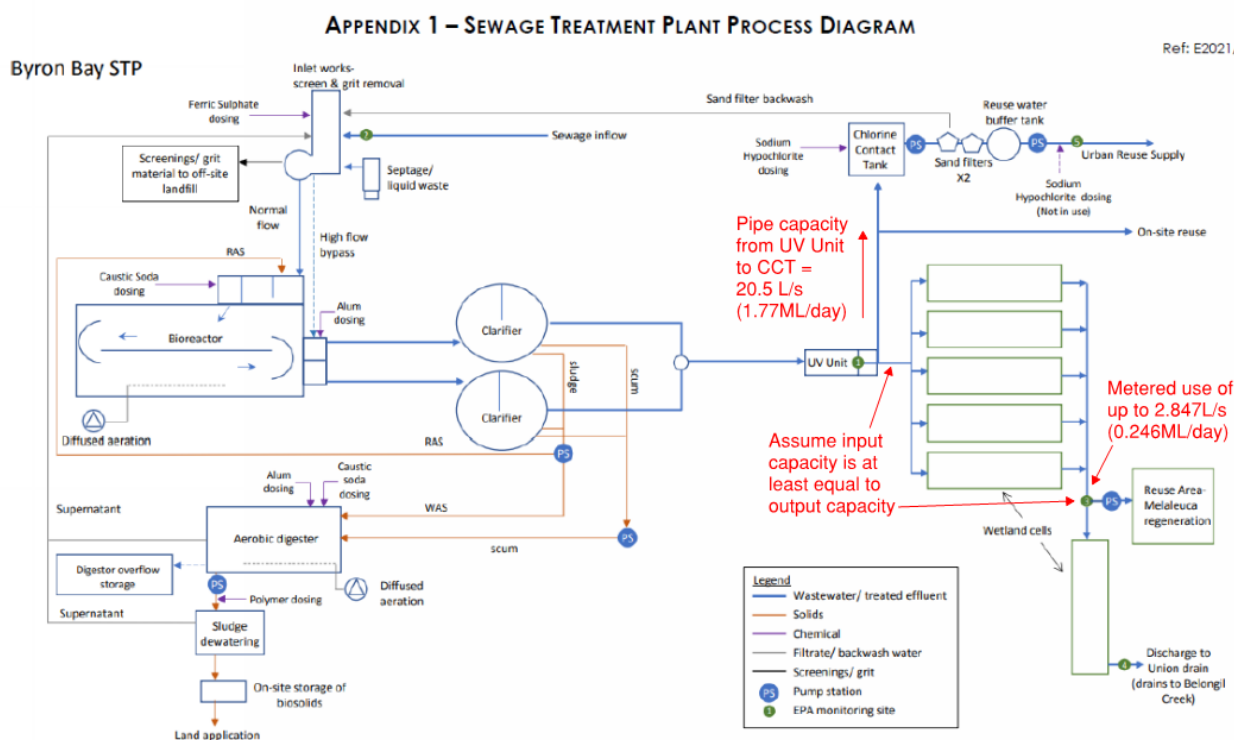 APPENDIX 1 – SEWAGE TREATMENT PLANT PROCESS DIAGRAM
Ref: E2021/
Byron Bay STP
Inlet works-
screen & grit removal
Ferric Sulphate
dosing
Sand filter backwash
Reuse water
buffer tank
2
Sewage inflow
Chlorine
Contact
Tank
PS
PS
5
Sodium
Hypochlorite
dosing
Sand filters
X2
Urban Reuse Supply
Screenings/ grit
material to off-site
landfill
Septage/
liquid waste
Sodium
Hypochlorite dosing
(Not in use)
Normal
flow
High flow
bypass
Pipe capacity
from UV Unit
to CCT =
20.5 L/s
(1.77ML/day)
On-site reuse
RAS
Caustic Soda
dosing
Alum
dosing
Bioreactor
Clarifier
UV Unit
sludge
scum
Clarifier
Metered use of
up to 2.847L/s
(0.246ML/day)
Diffused aeration
RAS
PS
Assume input
capacity is at
least equal to
output capacity
Alum
dosing
Caustic
soda
dosing
PS
Reuse Area-
Melaleuca
regeneration
Supernatant
WAS
Wetland cells
Aerobic digester
scum
PS
Digestor overflow
storage
PS
Diffused
aeration
Polymer dosing
Supernatant
Sludge
dewatering
On-site storage of
biosolids
Land application
Legend
Wastewater/ treated effluent
Solids
Chemical
Filtrate/ backwash water
Screenings/ grit
PS
Pump station
EPA monitoring site
4
Discharge to
Union drain
(drains to Belongil
Creek)